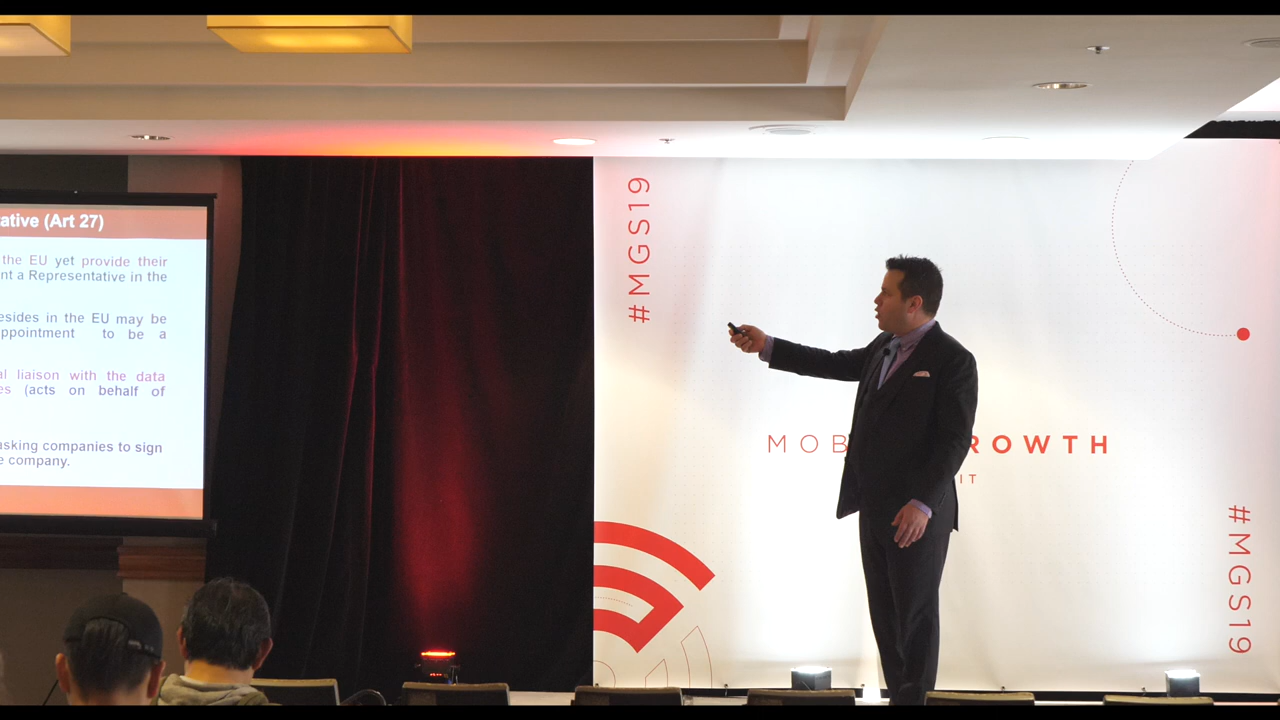 ative (Art 27)
the EU yet provide their
nt a Representative in the
esides in the EU may be
ppointment to be a
al liaison with the data
es (acts on behalf of
asking companies to sign
e company.
#MGS19
MOB ROWTH
IT
#MGS19